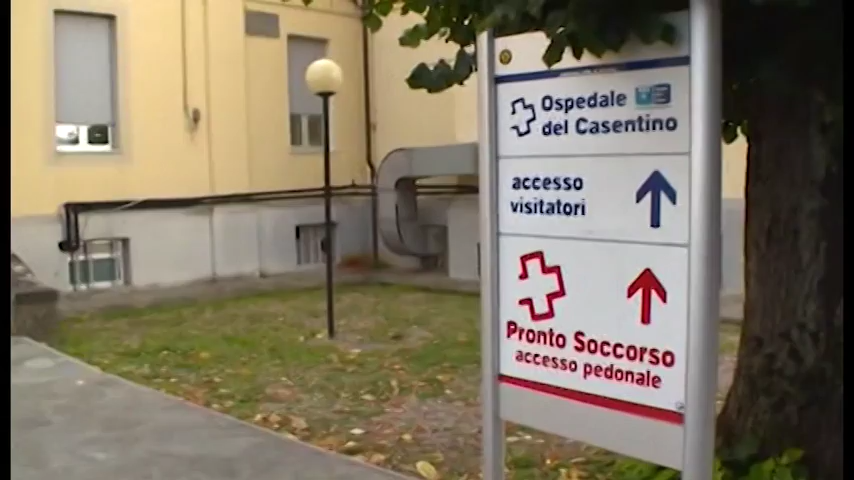 Ospedale
del Casentino
accesso
visitatori
Pronto Soccorso
accesso pedonale